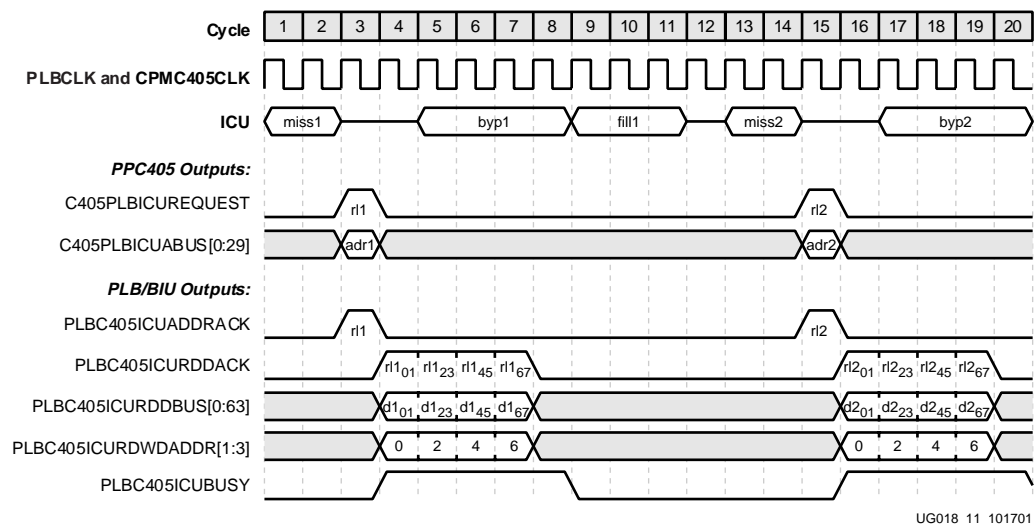 Cycle 1 2 3 4 5 6 7 8 9 10 11 12 13 14 15 16 17 18 19 20
PLBCLK and CPMC405CLK
ICU miss1 byp1 fill1 miss2 byp2
PPC405 Outputs:
C405PLBICUREQUEST rl1 rl2
C405PLBICUABUS[0:29] adr1 adr2
PLB/BIU Outputs:
PLBC405ICUADDRACK rl1 rl2
PLBC405ICURDDACK rl1₀₁ rl1₂₃ rl1₄₅ rl1₆₇ rl2₀₁ rl2₂₃ rl2₄₅ rl2₆₇
PLBC405ICURDDBUS[0:63] d1₀₁ d1₂₃ d1₄₅ d1₆₇ d2₀₁ d2₂₃ d2₄₅ d2₆₇
PLBC405ICURDWDADDR[1:3] 0 2 4 6 0 2 4 6
PLBC405ICUBUSY
UG018_11_101701